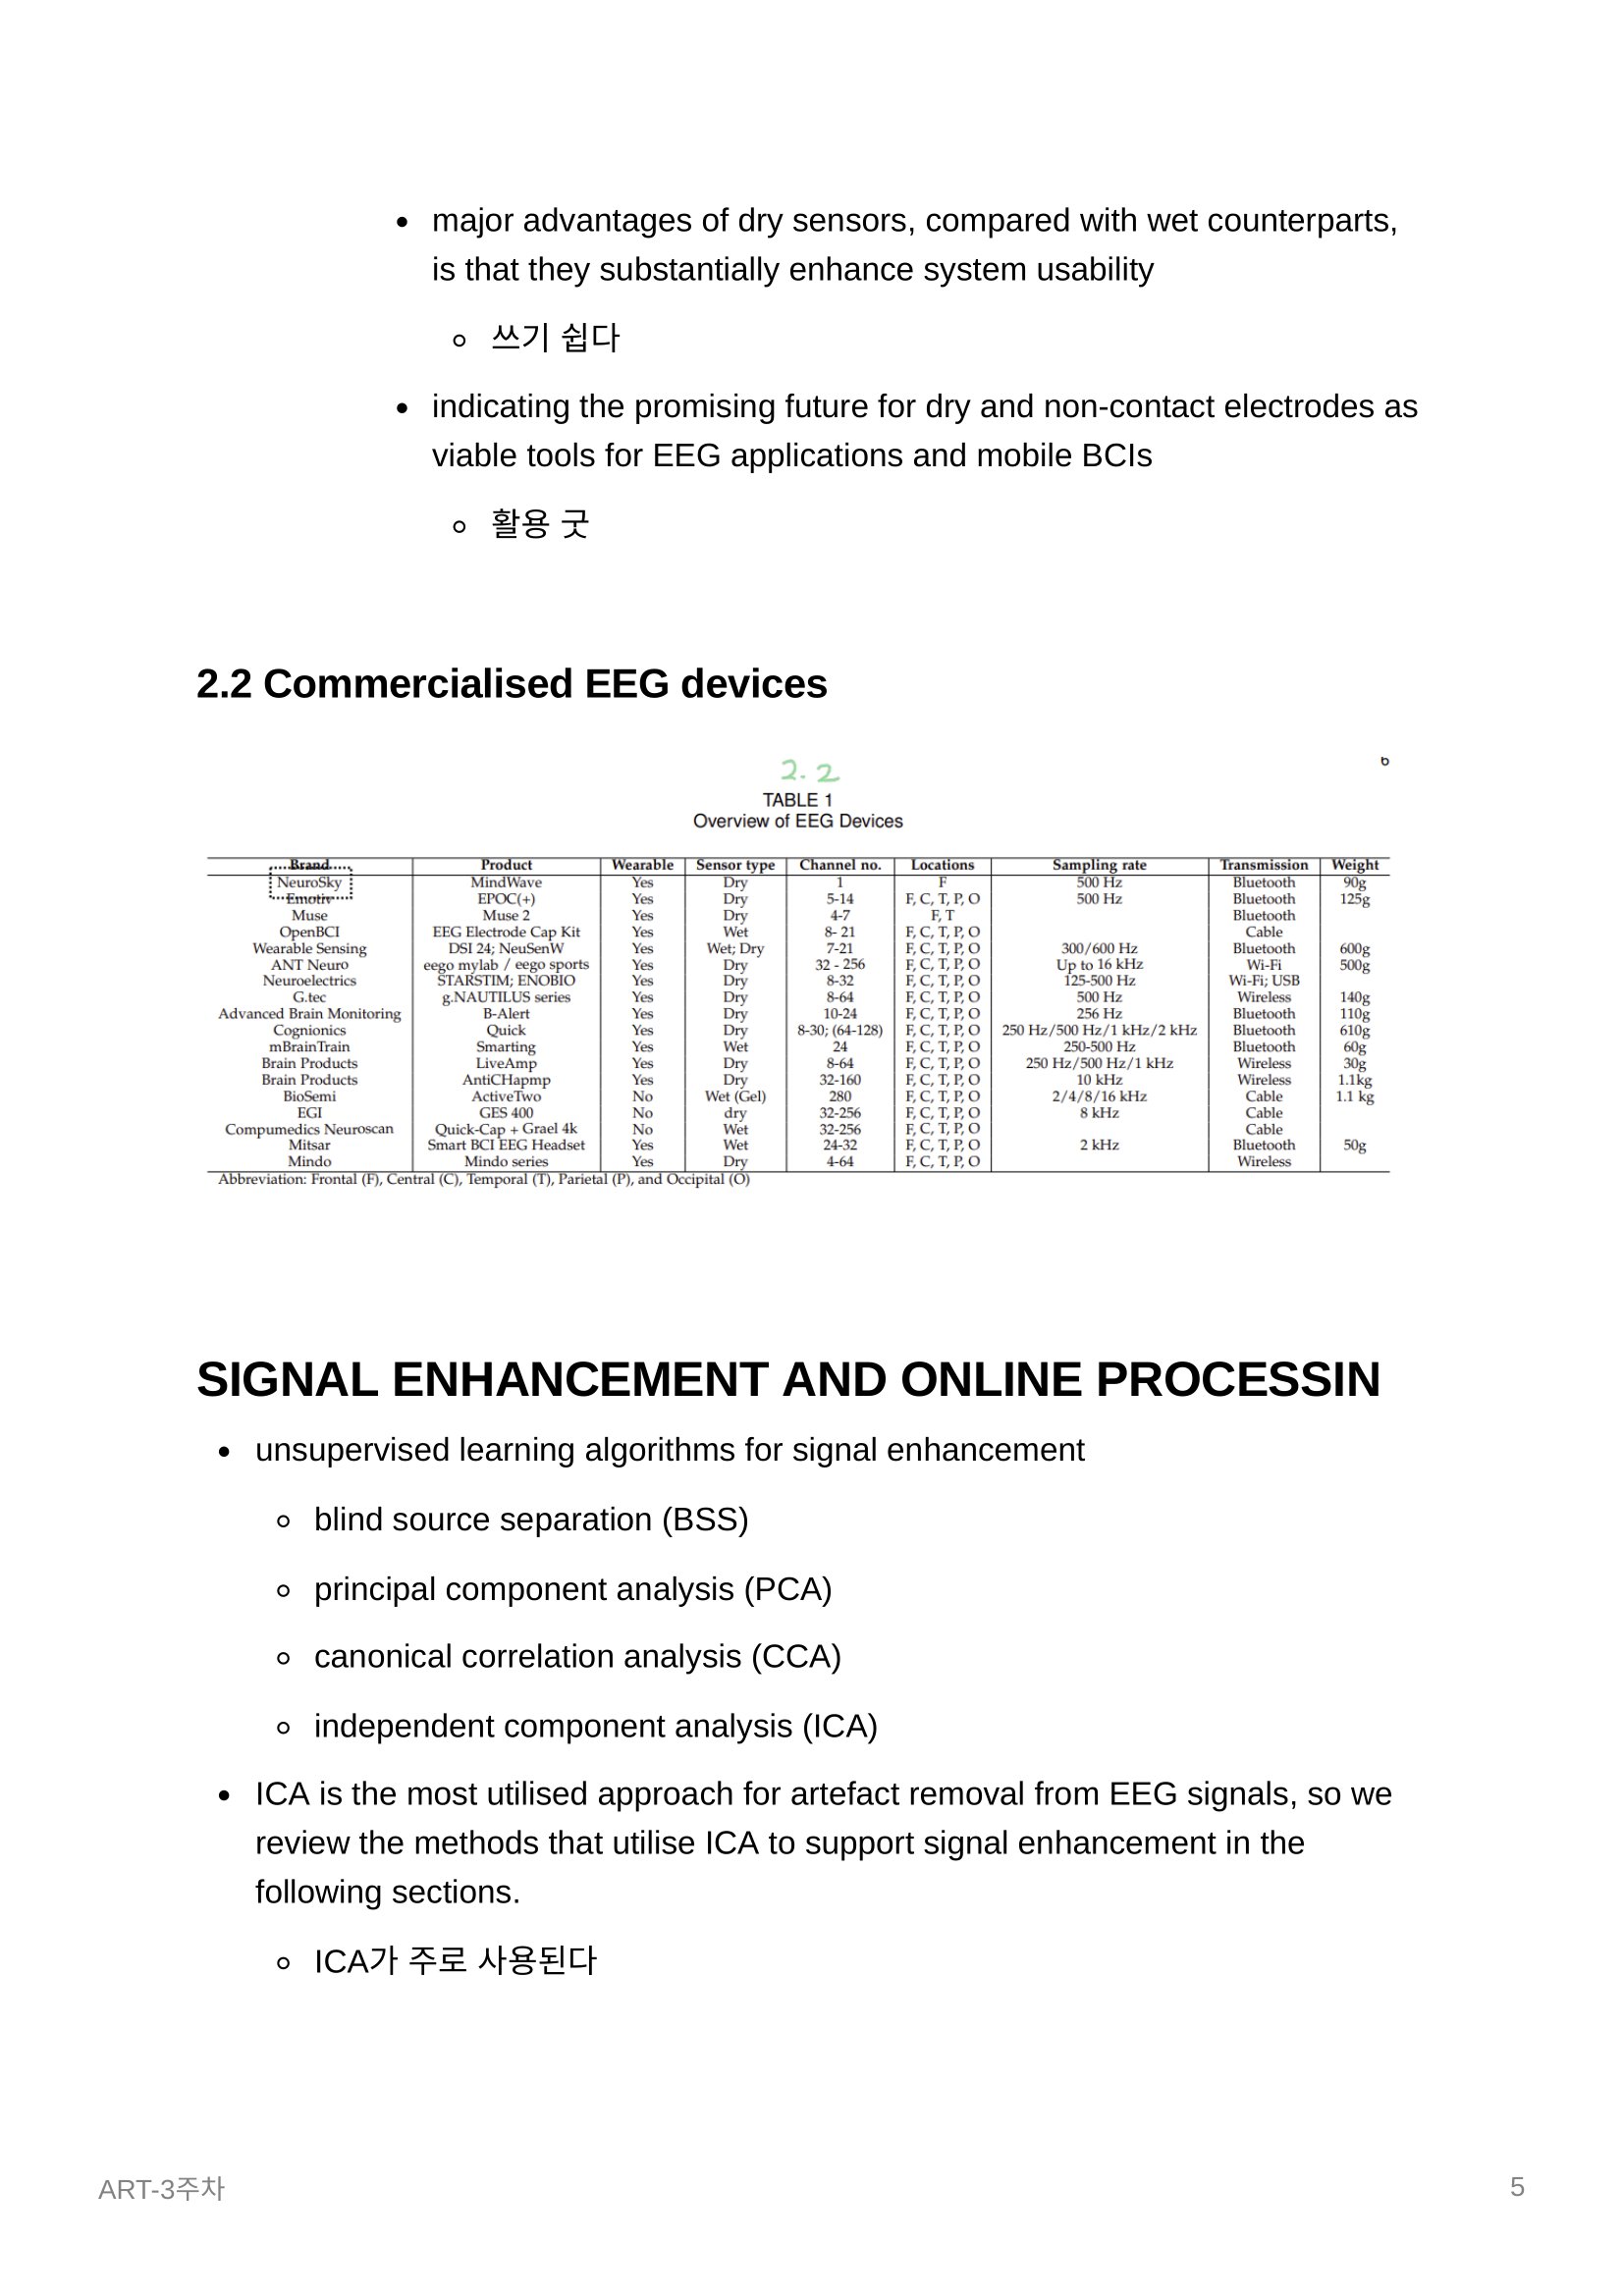 major advantages of dry sensors, compared with wet counterparts,
is that they substantially enhance system usability
쓰기 쉽다
indicating the promising future for dry and non-contact electrodes as
viable tools for EEG applications and mobile BCIs
활용 굿
2.2 Commercialised EEG devices
2.2
6
TABLE 1
Overview of EEG Devices
Brand Product Wearable Sensor type Channel no. Locations Sampling rate Transmission Weight
NeuroSky MindWave Yes Dry 1 F 500 Hz Bluetooth 90g
Emotiv EPOC(+) Yes Dry 5-14 F, C, T, P, O 500 Hz Bluetooth 125g
Muse Muse 2 Yes Dry 4-7 F, T Bluetooth
OpenBCI EEG Electrode Cap Kit Yes Wet 8- 21 F, C, T, P, O Cable
Wearable Sensing DSI 24; NeuSenW Yes Wet; Dry 7-21 F, C, T, P, O 300/600 Hz Bluetooth 600g
ANT Neuro eego mylab / eego sports Yes Dry 32 - 256 F, C, T, P, O Up to 16 kHz Wi-Fi 500g
Neuroelectrics STARSTIM; ENOBIO Yes Dry 8-32 F, C, T, P, O 125-500 Hz Wi-Fi; USB
G.tec g.NAUTILUS series Yes Dry 8-64 F, C, T, P, O 500 Hz Wireless 140g
Advanced Brain Monitoring B-Alert Yes Dry 10-24 F, C, T, P, O 256 Hz Bluetooth 110g
Cognionics Quick Yes Dry 8-30; (64-128) F, C, T, P, O 250 Hz/500 Hz/1 kHz/2 kHz Bluetooth 610g
mBrainTrain Smarting Yes Wet 24 F, C, T, P, O 250-500 Hz Bluetooth 60g
Brain Products LiveAmp Yes Dry 8-64 F, C, T, P, O 250 Hz/500 Hz/1 kHz Wireless 30g
Brain Products AntiCHapmp Yes Dry 32-160 F, C, T, P, O 10 kHz Wireless 1.1kg
BioSemi ActiveTwo No Wet (Gel) 280 F, C, T, P, O 2/4/8/16 kHz Cable 1.1 kg
EGI GES 400 No dry 32-256 F, C, T, P, O 8 kHz Cable
Compumedics Neuroscan Quick-Cap + Grael 4k No Wet 32-256 F, C, T, P, O Cable
Mitsar Smart BCI EEG Headset Yes Wet 24-32 F, C, T, P, O 2 kHz Bluetooth 50g
Mindo Mindo series Yes Dry 4-64 F, C, T, P, O Wireless
Abbreviation: Frontal (F), Central (C), Temporal (T), Parietal (P), and Occipital (O)
SIGNAL ENHANCEMENT AND ONLINE PROCESSIN
unsupervised learning algorithms for signal enhancement
blind source separation (BSS)
principal component analysis (PCA)
canonical correlation analysis (CCA)
independent component analysis (ICA)
ICA is the most utilised approach for artefact removal from EEG signals, so we
review the methods that utilise ICA to support signal enhancement in the
following sections.
ICA가 주로 사용된다
ART-3주차 5